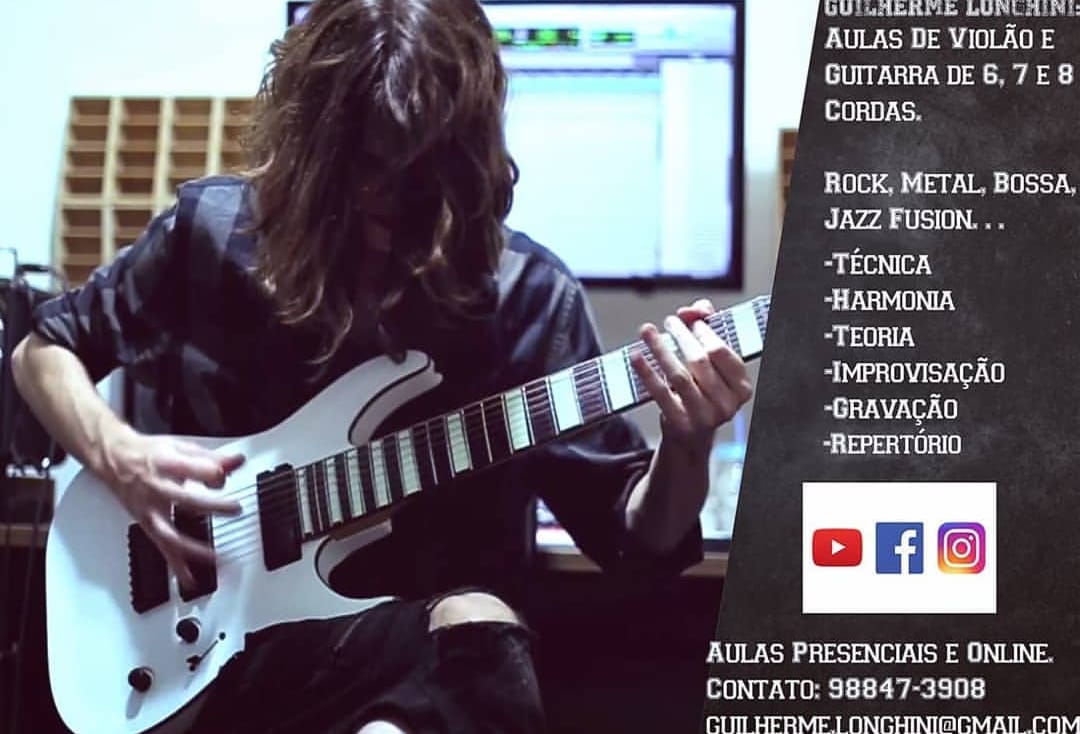 GUILHERME LONGHINI:
AULAS DE VIOLÃO E
GUITARRA DE 6, 7 E 8
CORDAS.
ROCK, METAL, BOSSA,
JAZZ FUSION. . .
-TÉCNICA
-HARMONIA
-TEORIA
-IMPROVISAÇÃO
-GRAVAÇÃO
-REPERTÓRIO
AULAS PRESENCIAIS E ONLINE.
CONTATO: 98847-3908
GUILHERME.LONGHINI@GMAIL.COM